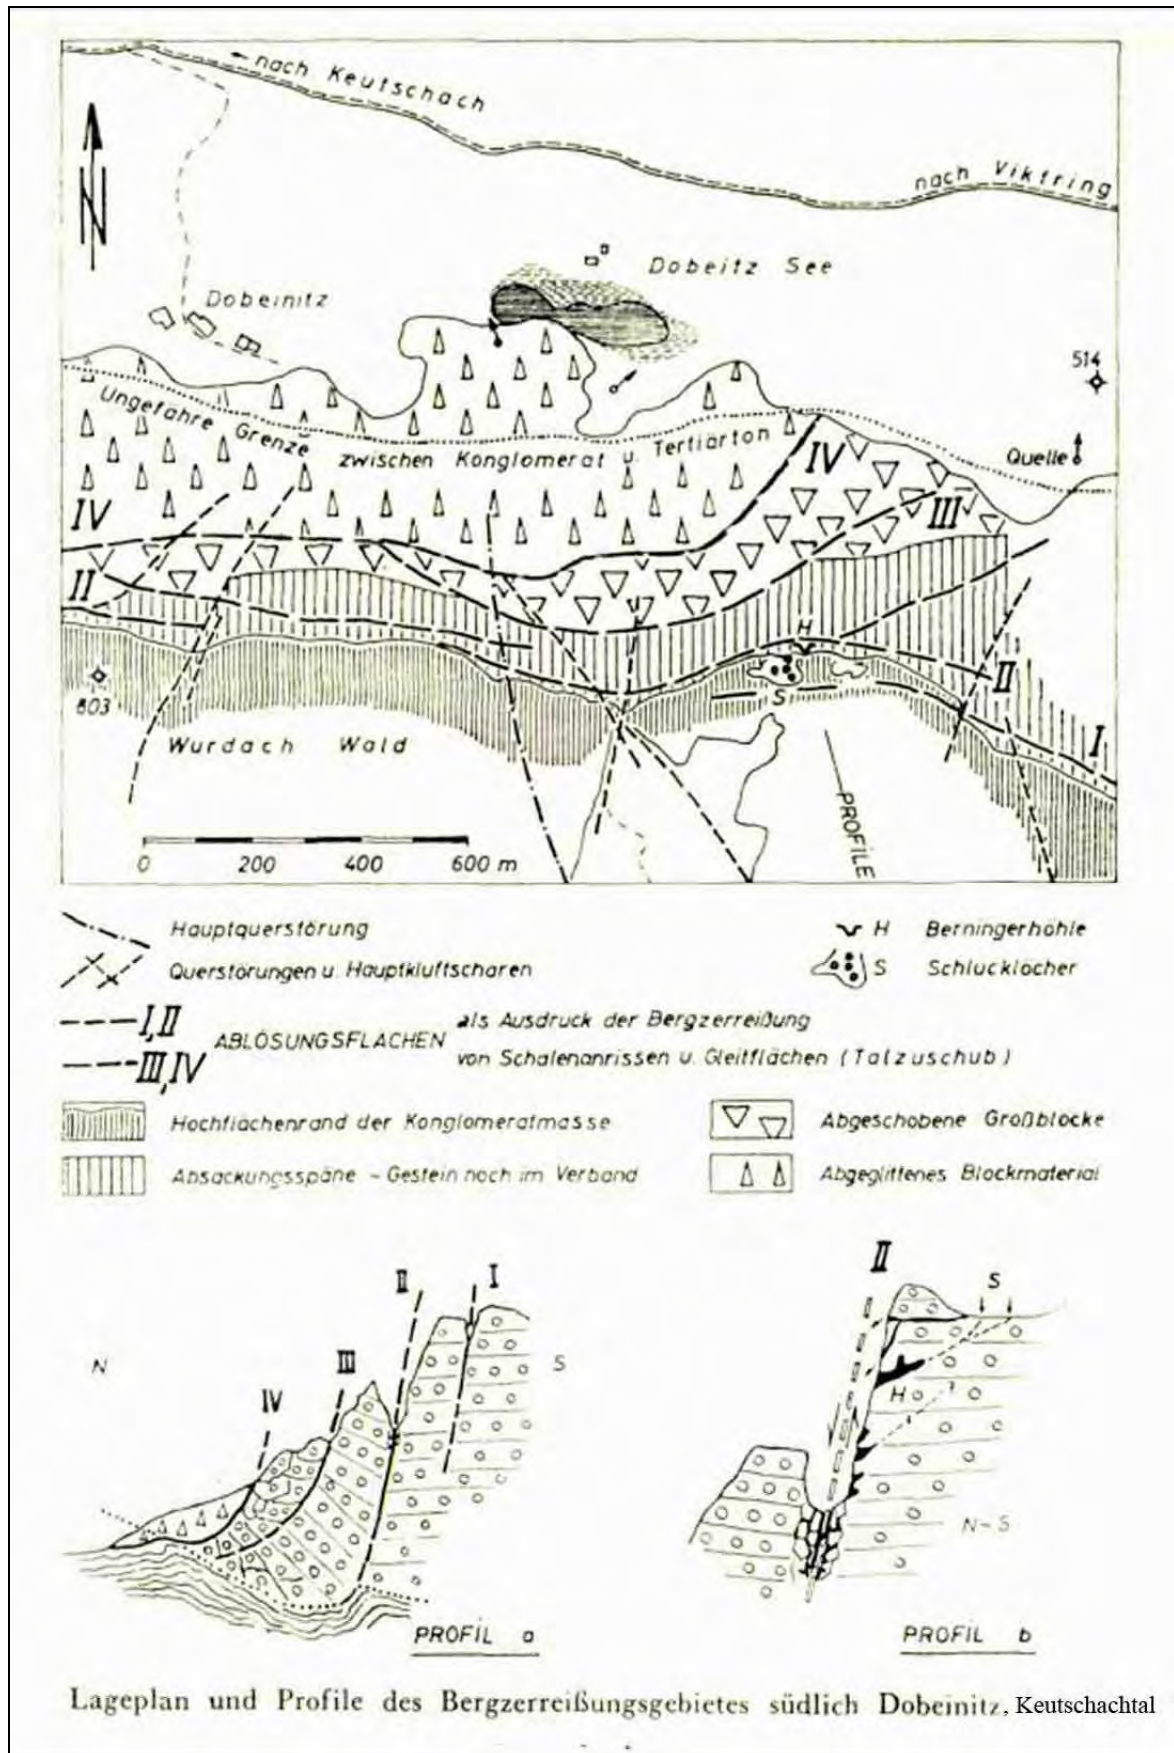 nach Keutschach
nach Viktring
N
Dobeitz See
Dobeinitz
514
Ungefähre Grenze zwischen Konglomerat u. Tertiärton
Quelle
IV
IV
III
II
H
II
S
803
I
Wurdach Wald
PROFILE
0 200 400 600 m
Hauptquerstörung
H Berningerhöhle
Querstörungen u. Hauptkluftscharen
S Schlucklöcher
I, II
ABLÖSUNGSFLÄCHEN
als Ausdruck der Bergzerreißung
III, IV
von Schalenanrissen u. Gleitflächen (Talzuschub)
Hochflächenrand der Konglomeratmasse
Abgeschobene Großblöcke
Absackungsspäne - Gestein noch im Verband
Abgeglittenes Blockmaterial
N
IV
III
II
I
S
PROFIL a
II
S
H
N-S
PROFIL b
Lageplan und Profile des Bergzerreißungsgebietes südlich Dobeinitz, Keutschachtal